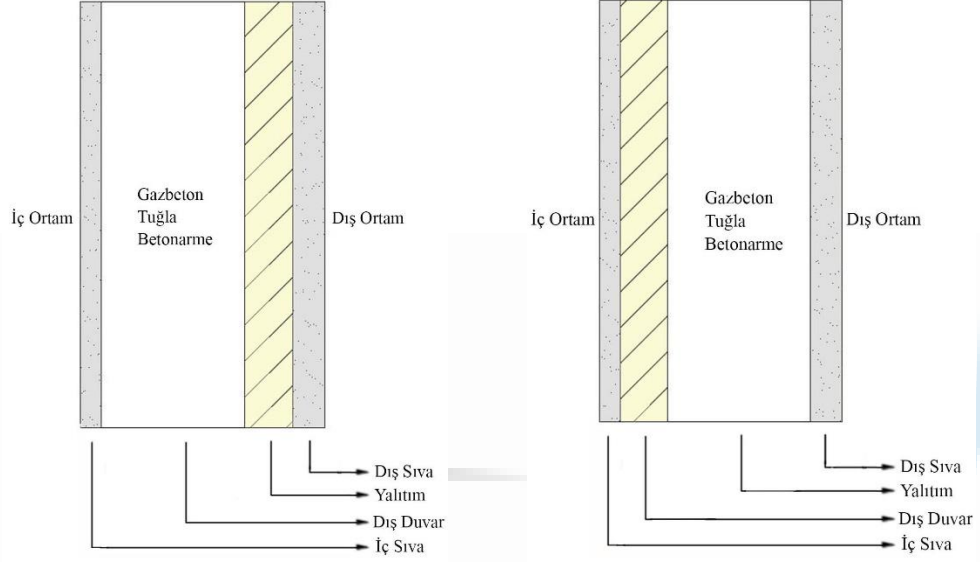 İç Ortam
Gazbeton
Tuğla
Betonarme
Dış Ortam
Dış Sıva
Yalıtım
Dış Duvar
İç Sıva
İç Ortam
Gazbeton
Tuğla
Betonarme
Dış Ortam
Dış Sıva
Yalıtım
Dış Duvar
İç Sıva